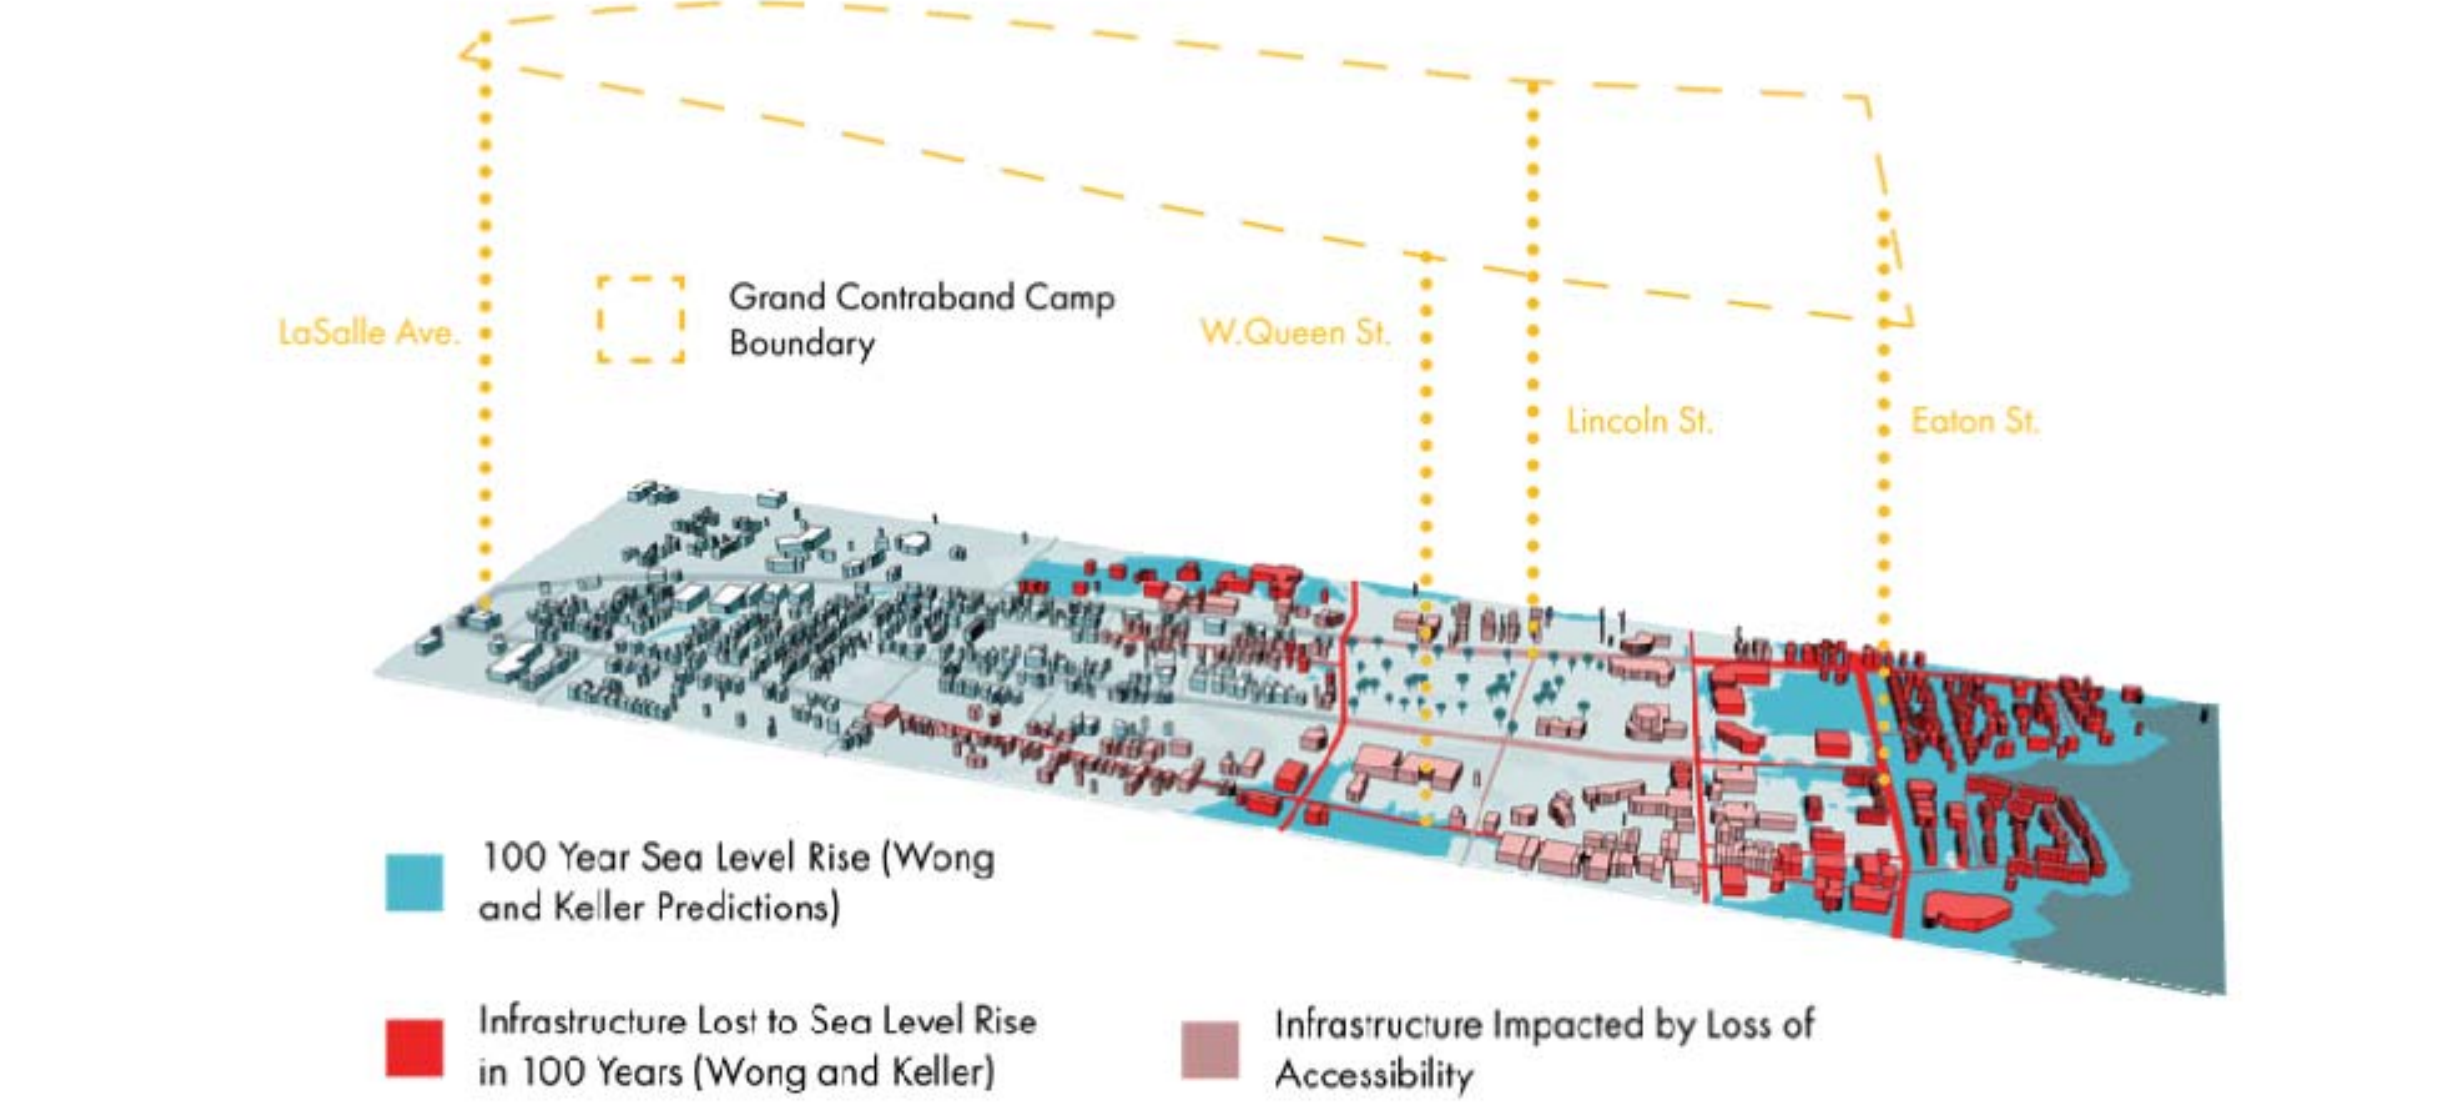 LaSalle Ave.
Grand Contraband Camp
Boundary
W.Queen St.
Lincoln St.
Eaton St.
100 Year Sea Level Rise (Wong
and Keller Predictions)
Infrastructure Lost to Sea Level Rise
in 100 Years (Wong and Keller)
Infrastructure Impacted by Loss of
Accessibility